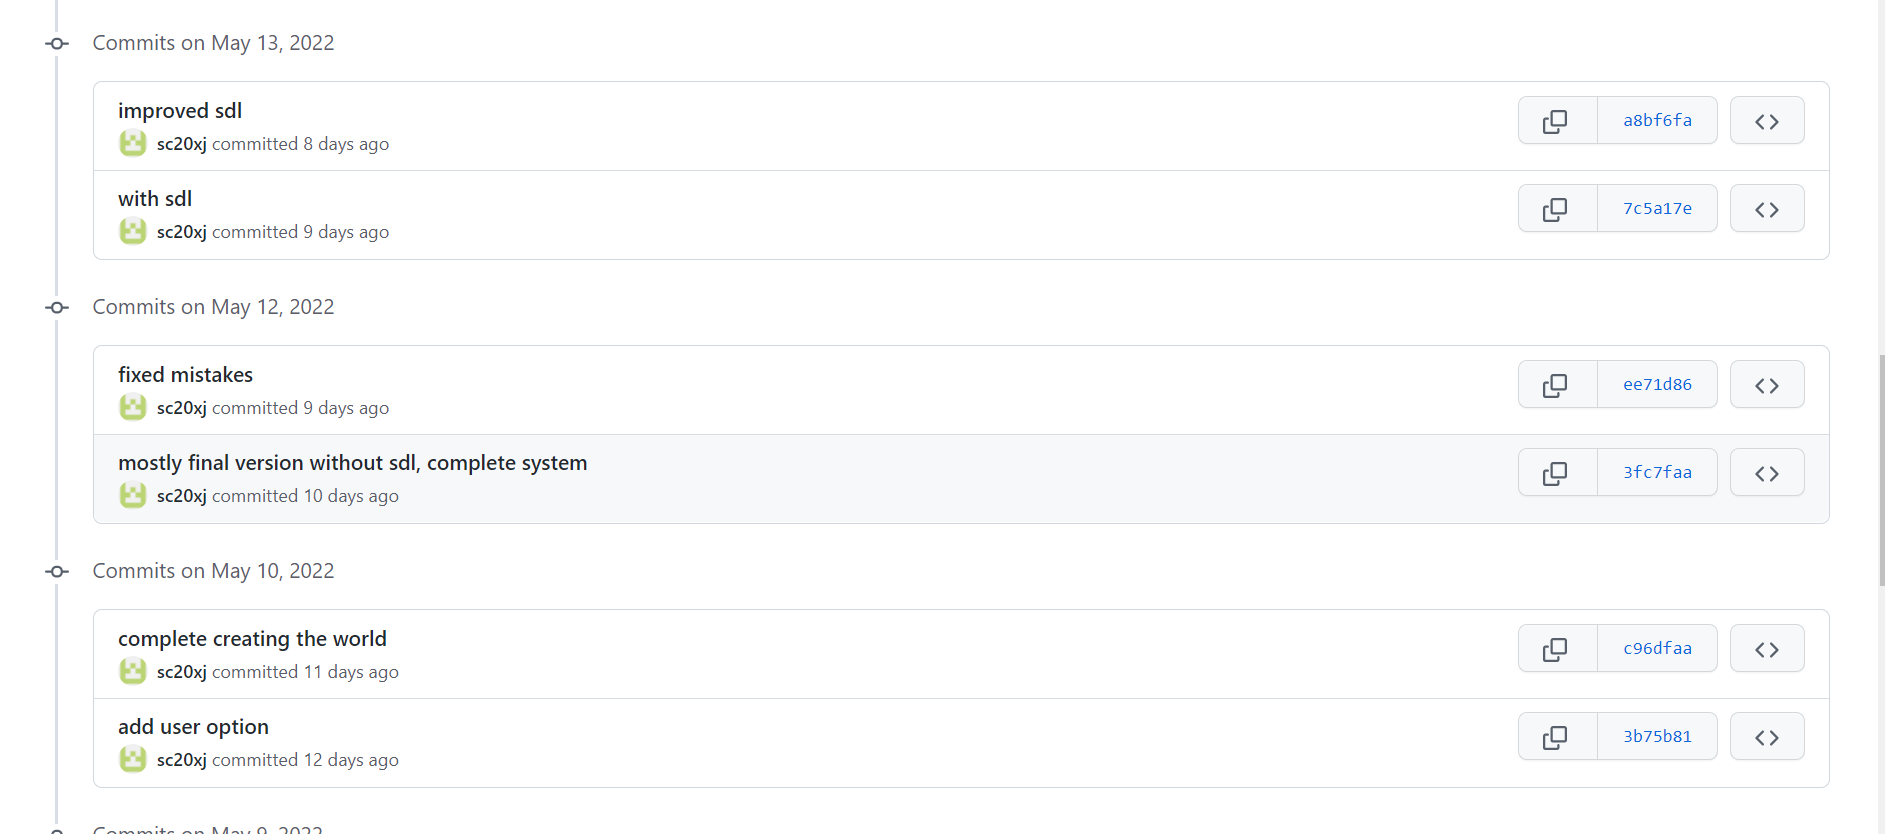 Commits on May 13, 2022
improved sdl
a8bf6fa
sc20xj committed 8 days ago
with sdl
7c5a17e
sc20xj committed 9 days ago
Commits on May 12, 2022
fixed mistakes
ee71d86
sc20xj committed 9 days ago
mostly final version without sdl, complete system
3fc7faa
sc20xj committed 10 days ago
Commits on May 10, 2022
complete creating the world
c96dfaa
sc20xj committed 11 days ago
add user option
3b75b81
sc20xj committed 12 days ago
Commits on May 9, 2022